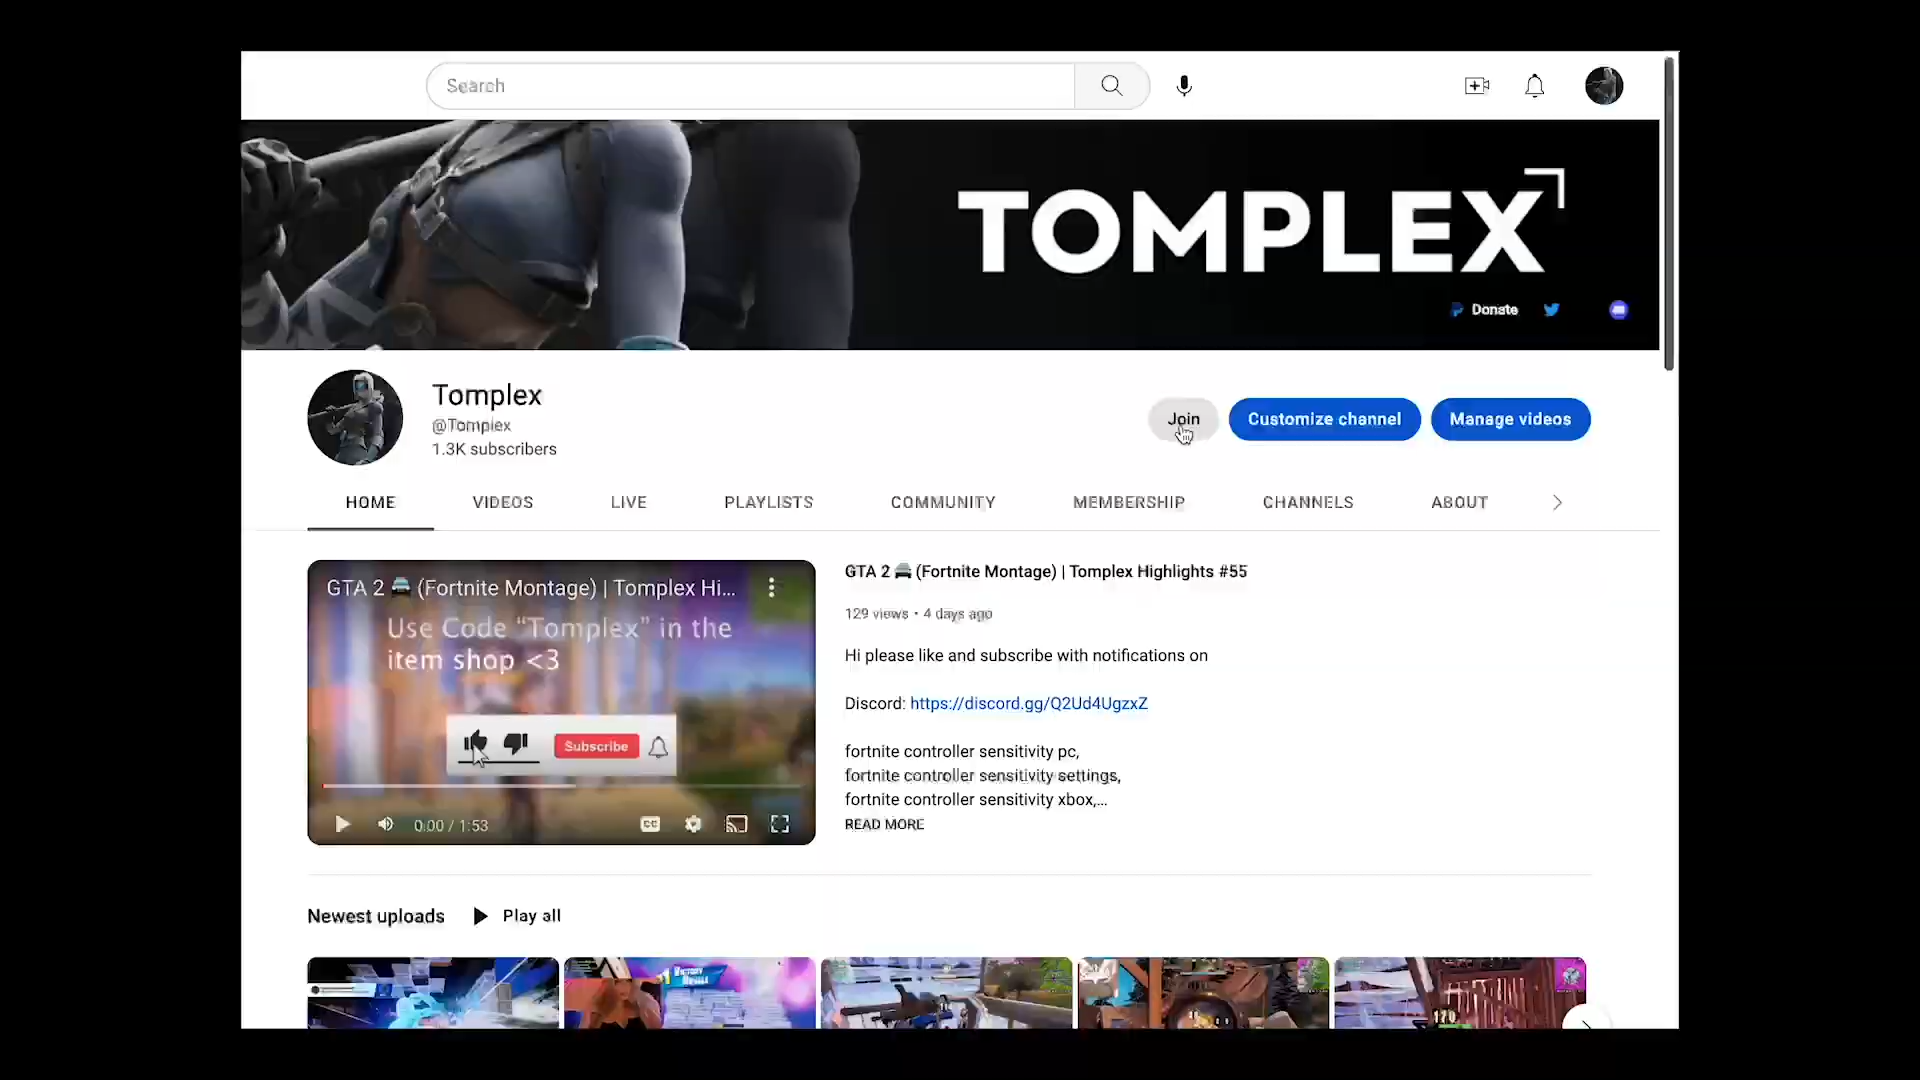 Search
TOMPLEX
Donate
Tomplex
@Tomplex
1.3K subscribers
Join
Customize channel
Manage videos
HOME
VIDEOS
LIVE
PLAYLISTS
COMMUNITY
MEMBERSHIP
CHANNELS
ABOUT
GTA 2 🚘 (Fortnite Montage) | Tomplex Hi...
Use Code "Tomplex" in the
item shop <3
Subscribe
0:00 / 1:53
CC
GTA 2 🚘 (Fortnite Montage) | Tomplex Highlights #55
129 views • 4 days ago
Hi please like and subscribe with notifications on
Discord: https://discord.gg/Q2Ud4UgzxZ
fortnite controller sensitivity pc,
fortnite controller sensitivity settings,
fortnite controller sensitivity xbox,...
READ MORE
Newest uploads
Play all